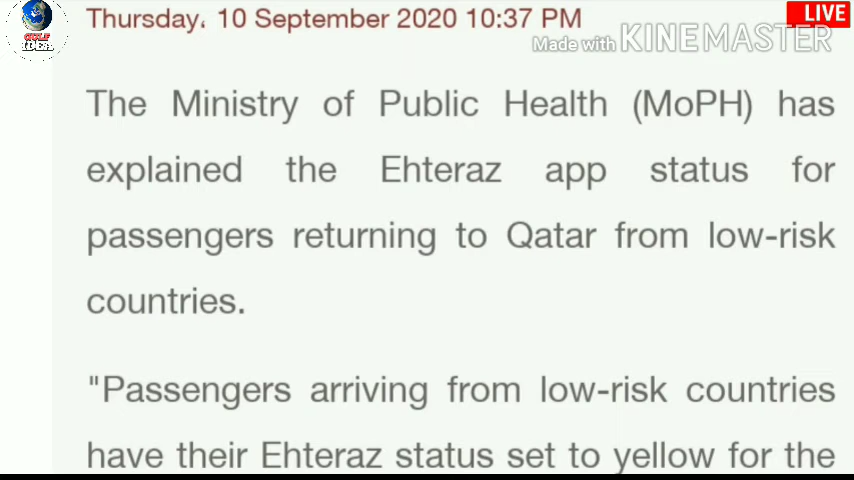 Thursday, 10 September 2020 10:37 PM
LIVE
Made with KINEMASTER
GULF
IDEA
The Ministry of Public Health (MoPH) has
explained the Ehteraz app status for
passengers returning to Qatar from low-risk
countries.
"Passengers arriving from low-risk countries
have their Ehteraz status set to yellow for the